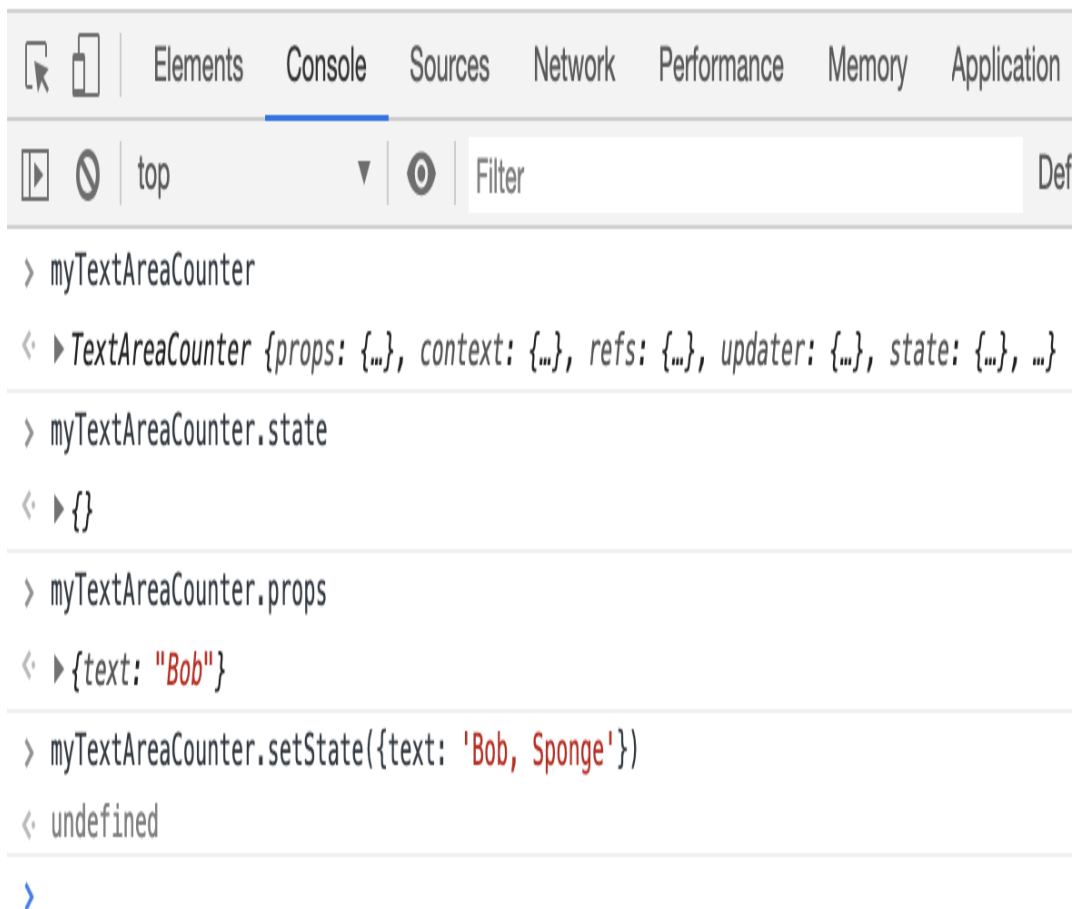 Elements Console Sources Network Performance Memory Application
top Filter Def
myTextAreaCounter
TextAreaCounter {props: {…}, context: {…}, refs: {…}, updater: {…}, state: {…}, …}
myTextAreaCounter.state
{}
myTextAreaCounter.props
{text: "Bob"}
myTextAreaCounter.setState({text: 'Bob, Sponge'})
undefined